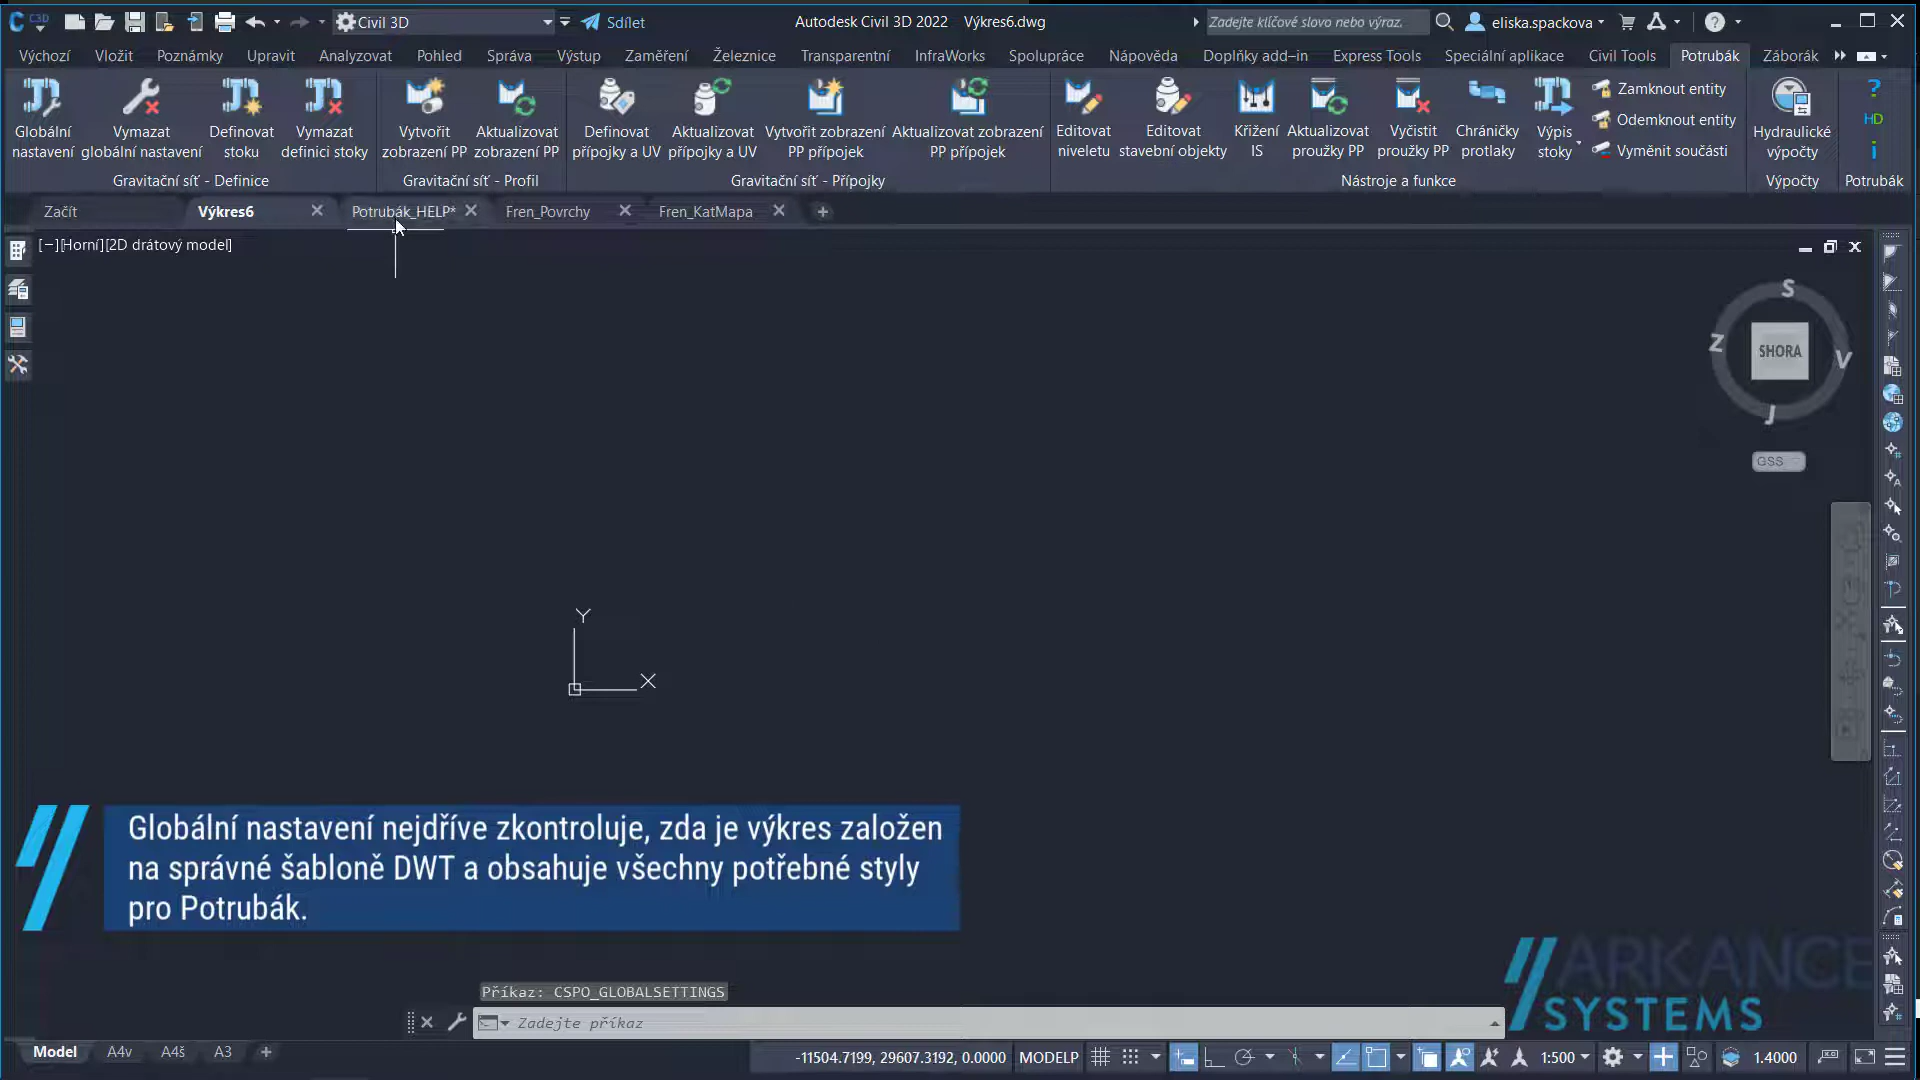 C3D
Civil 3D
Sdílet
Autodesk Civil 3D 2022 Výkres6.dwg
Zadejte klíčové slovo nebo výraz.
eliska.spackova
Výchozí Vložit Poznámky Upravit Analyzovat Pohled Správa Výstup Zaměření Železnice Transparentní InfraWorks Spolupráce Nápověda Doplňky add-in Express Tools Speciální aplikace Civil Tools Potrubák Záborák
Globální nastavení
Vymazat globální nastavení
Definovat stoku
Vymazat definici stoky
Vytvořit zobrazení PP
Aktualizovat zobrazení PP
Definovat přípojky a UV
Aktualizovat přípojky a UV
Vytvořit zobrazení PP přípojek
Aktualizovat zobrazení PP přípojek
Editovat niveletu
Editovat stavební objekty
Křížení IS
Aktualizovat proužky PP
Vyčistit proužky PP
Chráničky protlaky
Výpis stoky
Zamknout entity
Odemknout entity
Vyměnit součásti
Hydraulické výpočty
?
HD
i
Gravitační síť - Definice
Gravitační síť - Profil
Gravitační síť - Přípojky
Nástroje a funkce
Výpočty
Potrubák
Začít
Výkres6
Potrubák_HELP*
Fren_Povrchy
Fren_KatMapa
[−][Horní][2D drátový model]
S
Z
SHORA
V
J
GSS
Y
X
Globální nastavení nejdříve zkontroluje, zda je výkres založen
na správné šabloně DWT a obsahuje všechny potřebné styly
pro Potrubák.
ARKANCE
SYSTEMS
Příkaz: CSPO_GLOBALSETTINGS
Zadejte příkaz
Model A4v A4š A3 +
-11504.7199, 29607.3192, 0.0000 MODELP
1:500
1.4000